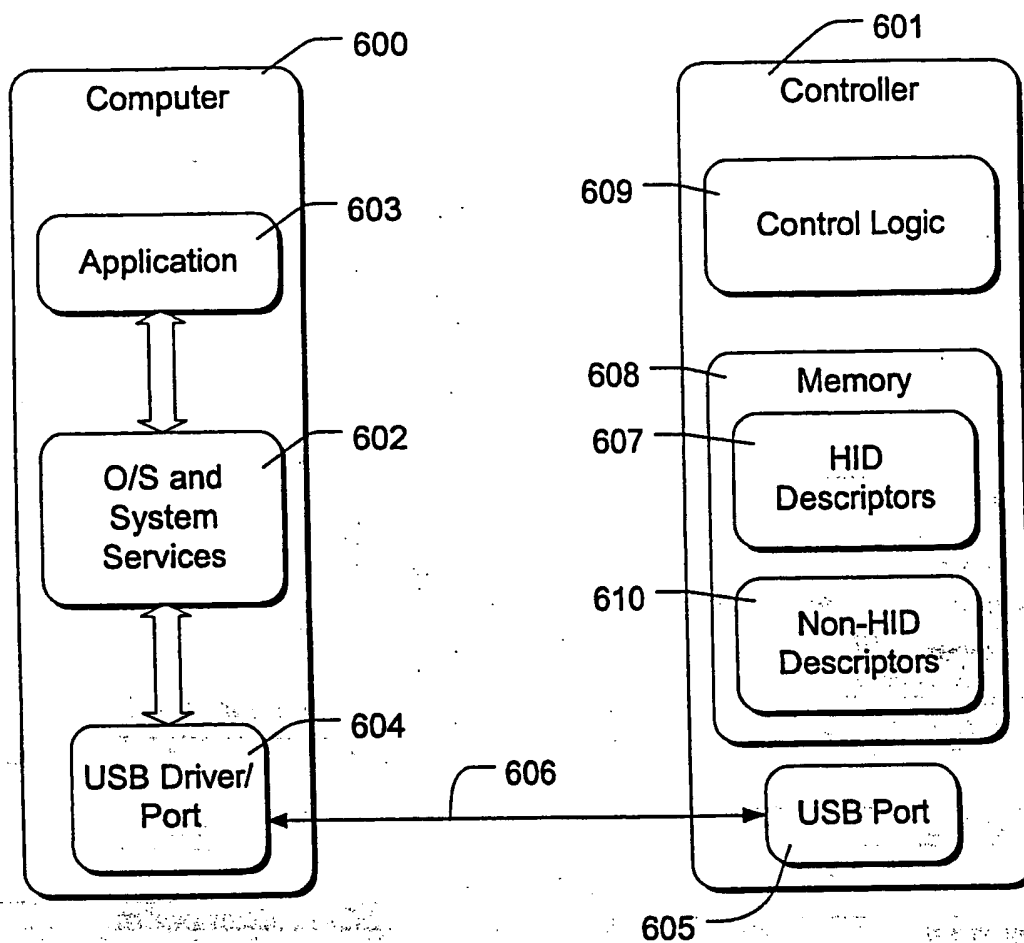 600
Computer
603
Application
602
O/S and
System
Services
604
USB Driver/
Port
606
601
Controller
609
Control Logic
608
Memory
607
HID
Descriptors
610
Non-HID
Descriptors
USB Port
605